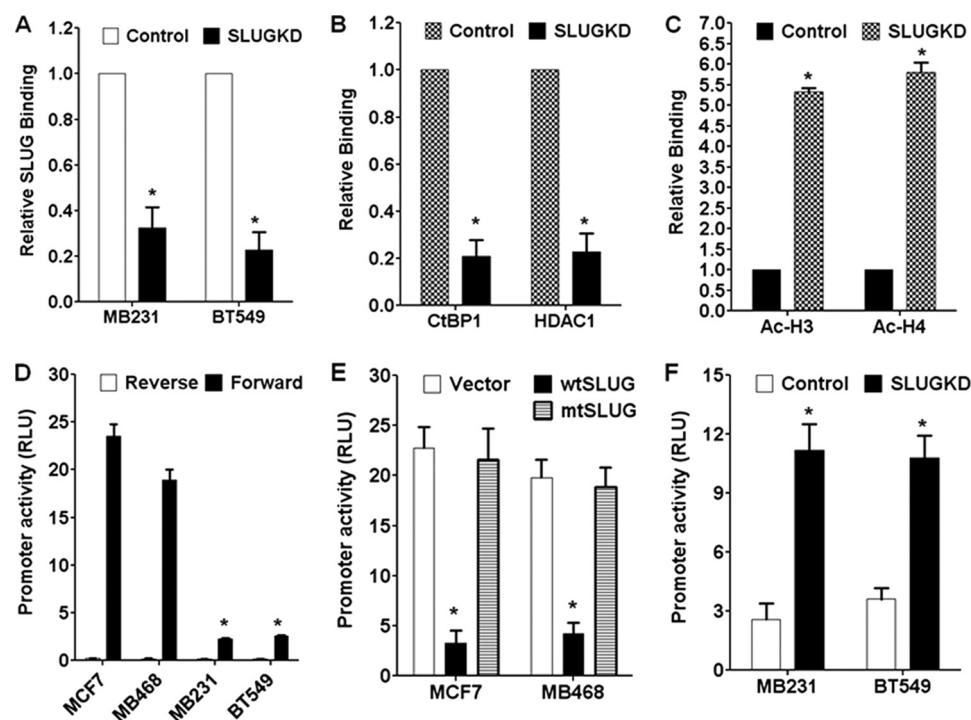 A
Control SLUGKD
Relative SLUG Binding
1.2
1.0
0.8
0.6
0.4
0.2
0.0
*
*
MB231 BT549
B
Control SLUGKD
Relative Binding
1.2
1.0
0.8
0.6
0.4
0.2
0.0
*
*
CtBP1 HDAC1
C
Control SLUGKD
Relative Binding
7.0
6.5
6.0
5.5
5.0
4.5
4.0
3.5
3.0
2.5
2.0
1.5
1.0
0.5
0.0
*
*
Ac-H3 Ac-H4
D
Reverse Forward
Promoter activity (RLU)
30
25
20
15
10
5
0
*
*
MCF7 MB468 MB231 BT549
E
Vector wtSLUG
mtSLUG
Promoter activity (RLU)
30
25
20
15
10
5
0
*
*
MCF7 MB468
F
Control SLUGKD
Promoter activity (RLU)
15
12
9
6
3
0
*
*
MB231 BT549